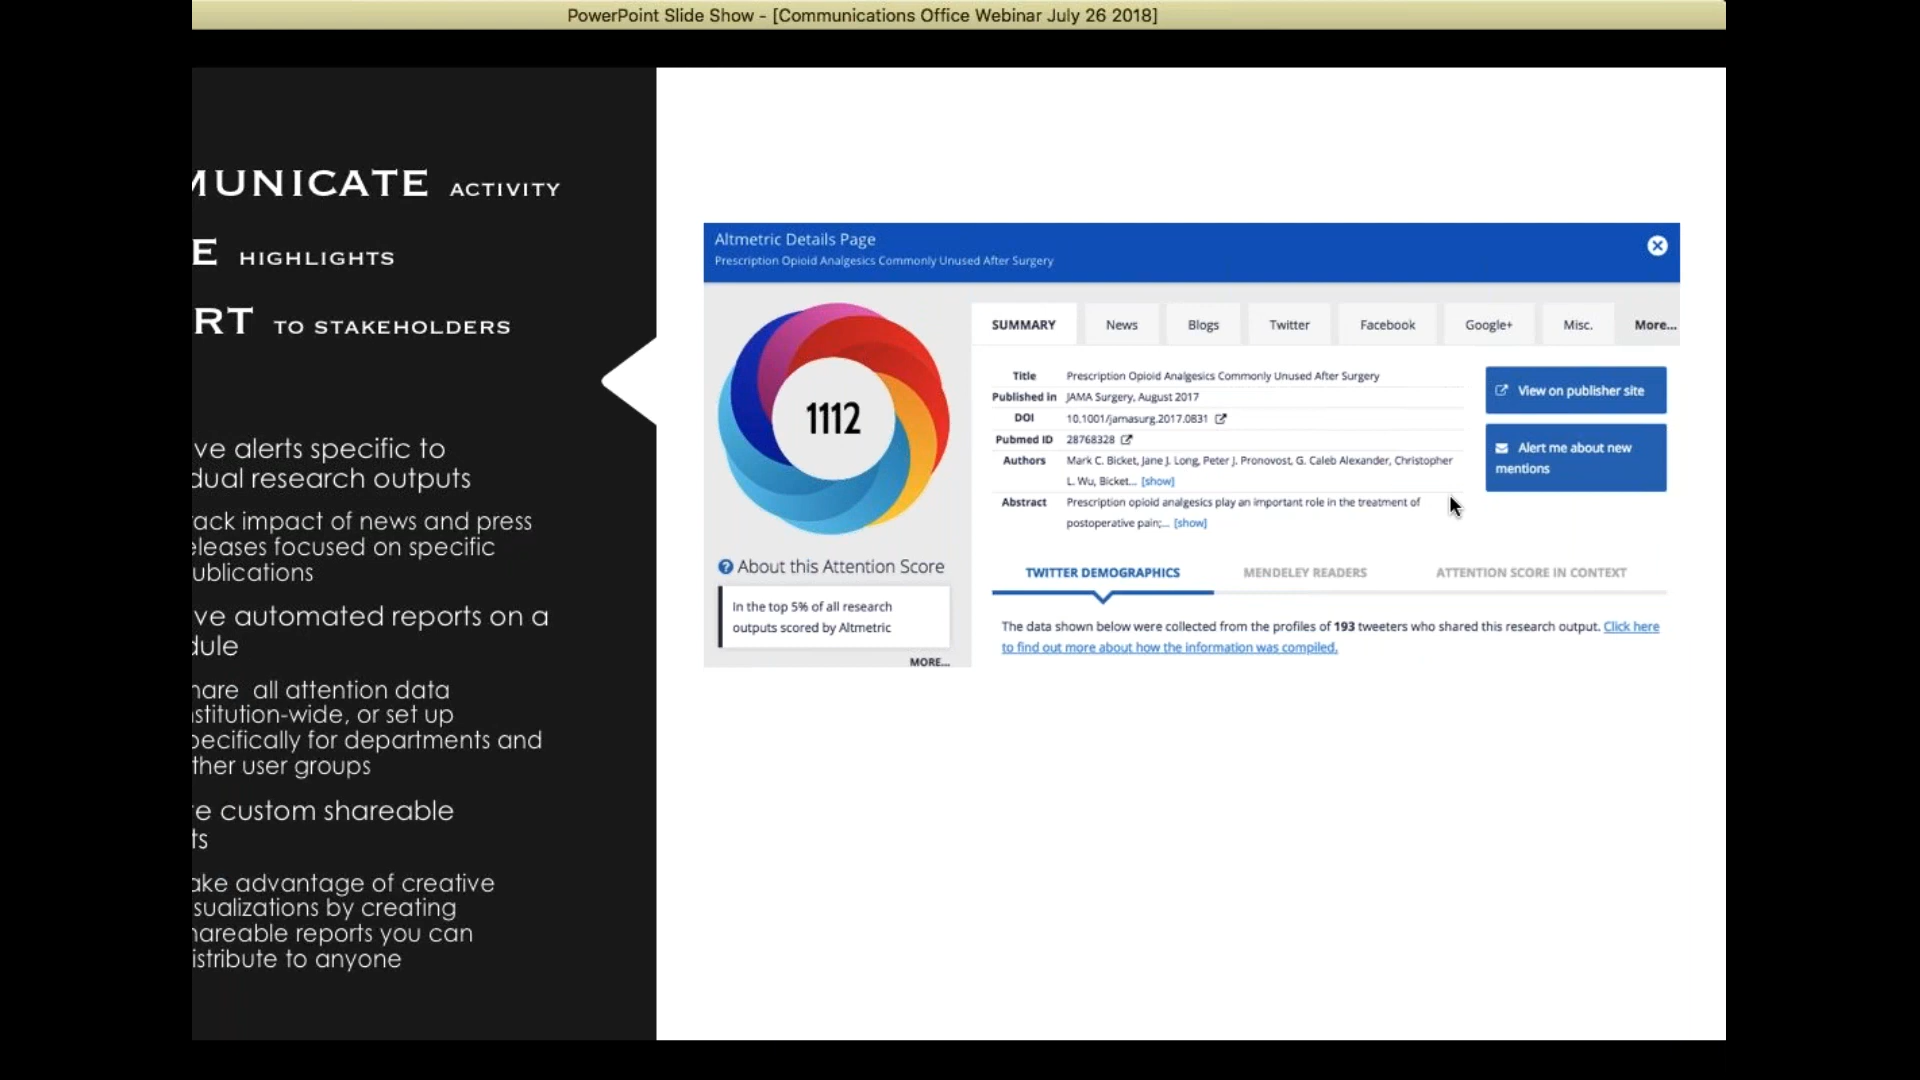 PowerPoint Slide Show - [Communications Office Webinar July 26 2018]
MUNICATE ACTIVITY
E HIGHLIGHTS
RT TO STAKEHOLDERS
ve alerts specific to
dual research outputs
ack impact of news and press
eleases focused on specific
ublications
ve automated reports on a
dule
hare all attention data
stitution-wide, or set up
pecifically for departments and
ther user groups
e custom shareable
ts
ake advantage of creative
sualizations by creating
hareable reports you can
istribute to anyone
Altmetric Details Page
Prescription Opioid Analgesics Commonly Unused After Surgery
1112
About this Attention Score
In the top 5% of all research
outputs scored by Altmetric
MORE...
SUMMARY News Blogs Twitter Facebook Google+ Misc. More...
Title Prescription Opioid Analgesics Commonly Unused After Surgery
Published in JAMA Surgery, August 2017
DOI 10.1001/jamasurg.2017.0831
Pubmed ID 28768328
Authors Mark C. Bicket, Jane J. Long, Peter J. Pronovost, G. Caleb Alexander, Christopher
L. Wu, Bicket... [show]
Abstract Prescription opioid analgesics play an important role in the treatment of
postoperative pain;... [show]
View on publisher site
Alert me about new
mentions
TWITTER DEMOGRAPHICS MENDELEY READERS ATTENTION SCORE IN CONTEXT
The data shown below were collected from the profiles of 193 tweeters who shared this research output. Click here
to find out more about how the information was compiled.